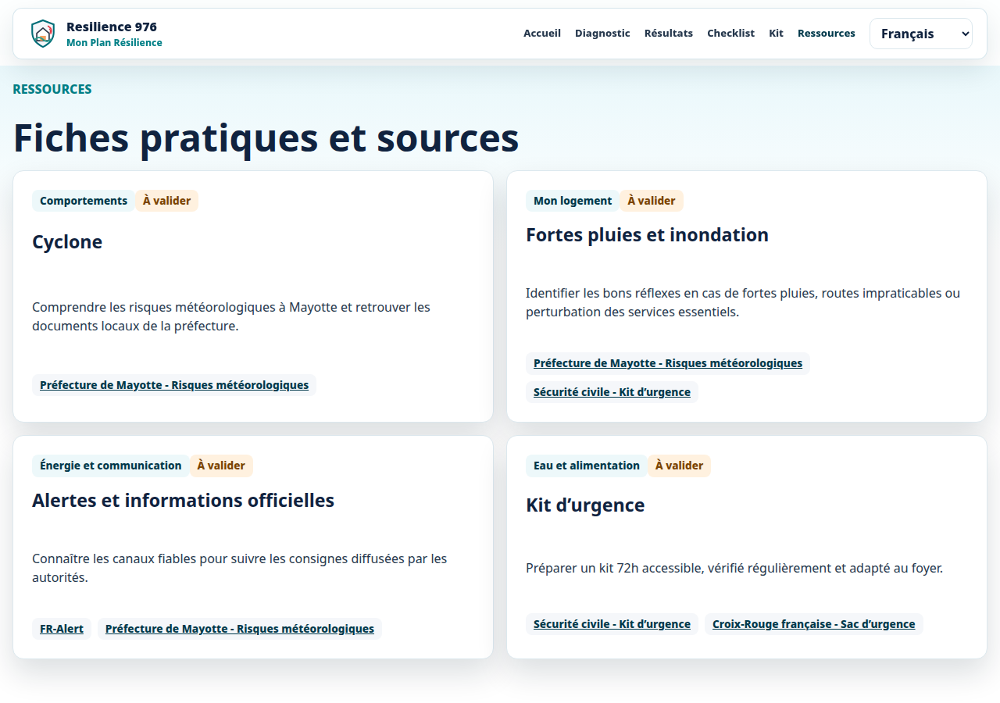 Resilience 976
Mon Plan Résilience
Accueil Diagnostic Résultats Checklist Kit Ressources Français
RESSOURCES
Fiches pratiques et sources
Comportements À valider
Cyclone
Comprendre les risques météorologiques à Mayotte et retrouver les
documents locaux de la préfecture.
Préfecture de Mayotte - Risques météorologiques
Mon logement À valider
Fortes pluies et inondation
Identifier les bons réflexes en cas de fortes pluies, routes impraticables ou
perturbation des services essentiels.
Préfecture de Mayotte - Risques météorologiques
Sécurité civile - Kit d’urgence
Énergie et communication À valider
Alertes et informations officielles
Connaître les canaux fiables pour suivre les consignes diffusées par les
autorités.
FR-Alert Préfecture de Mayotte - Risques météorologiques
Eau et alimentation À valider
Kit d’urgence
Préparer un kit 72h accessible, vérifié régulièrement et adapté au foyer.
Sécurité civile - Kit d’urgence Croix-Rouge française - Sac d’urgence